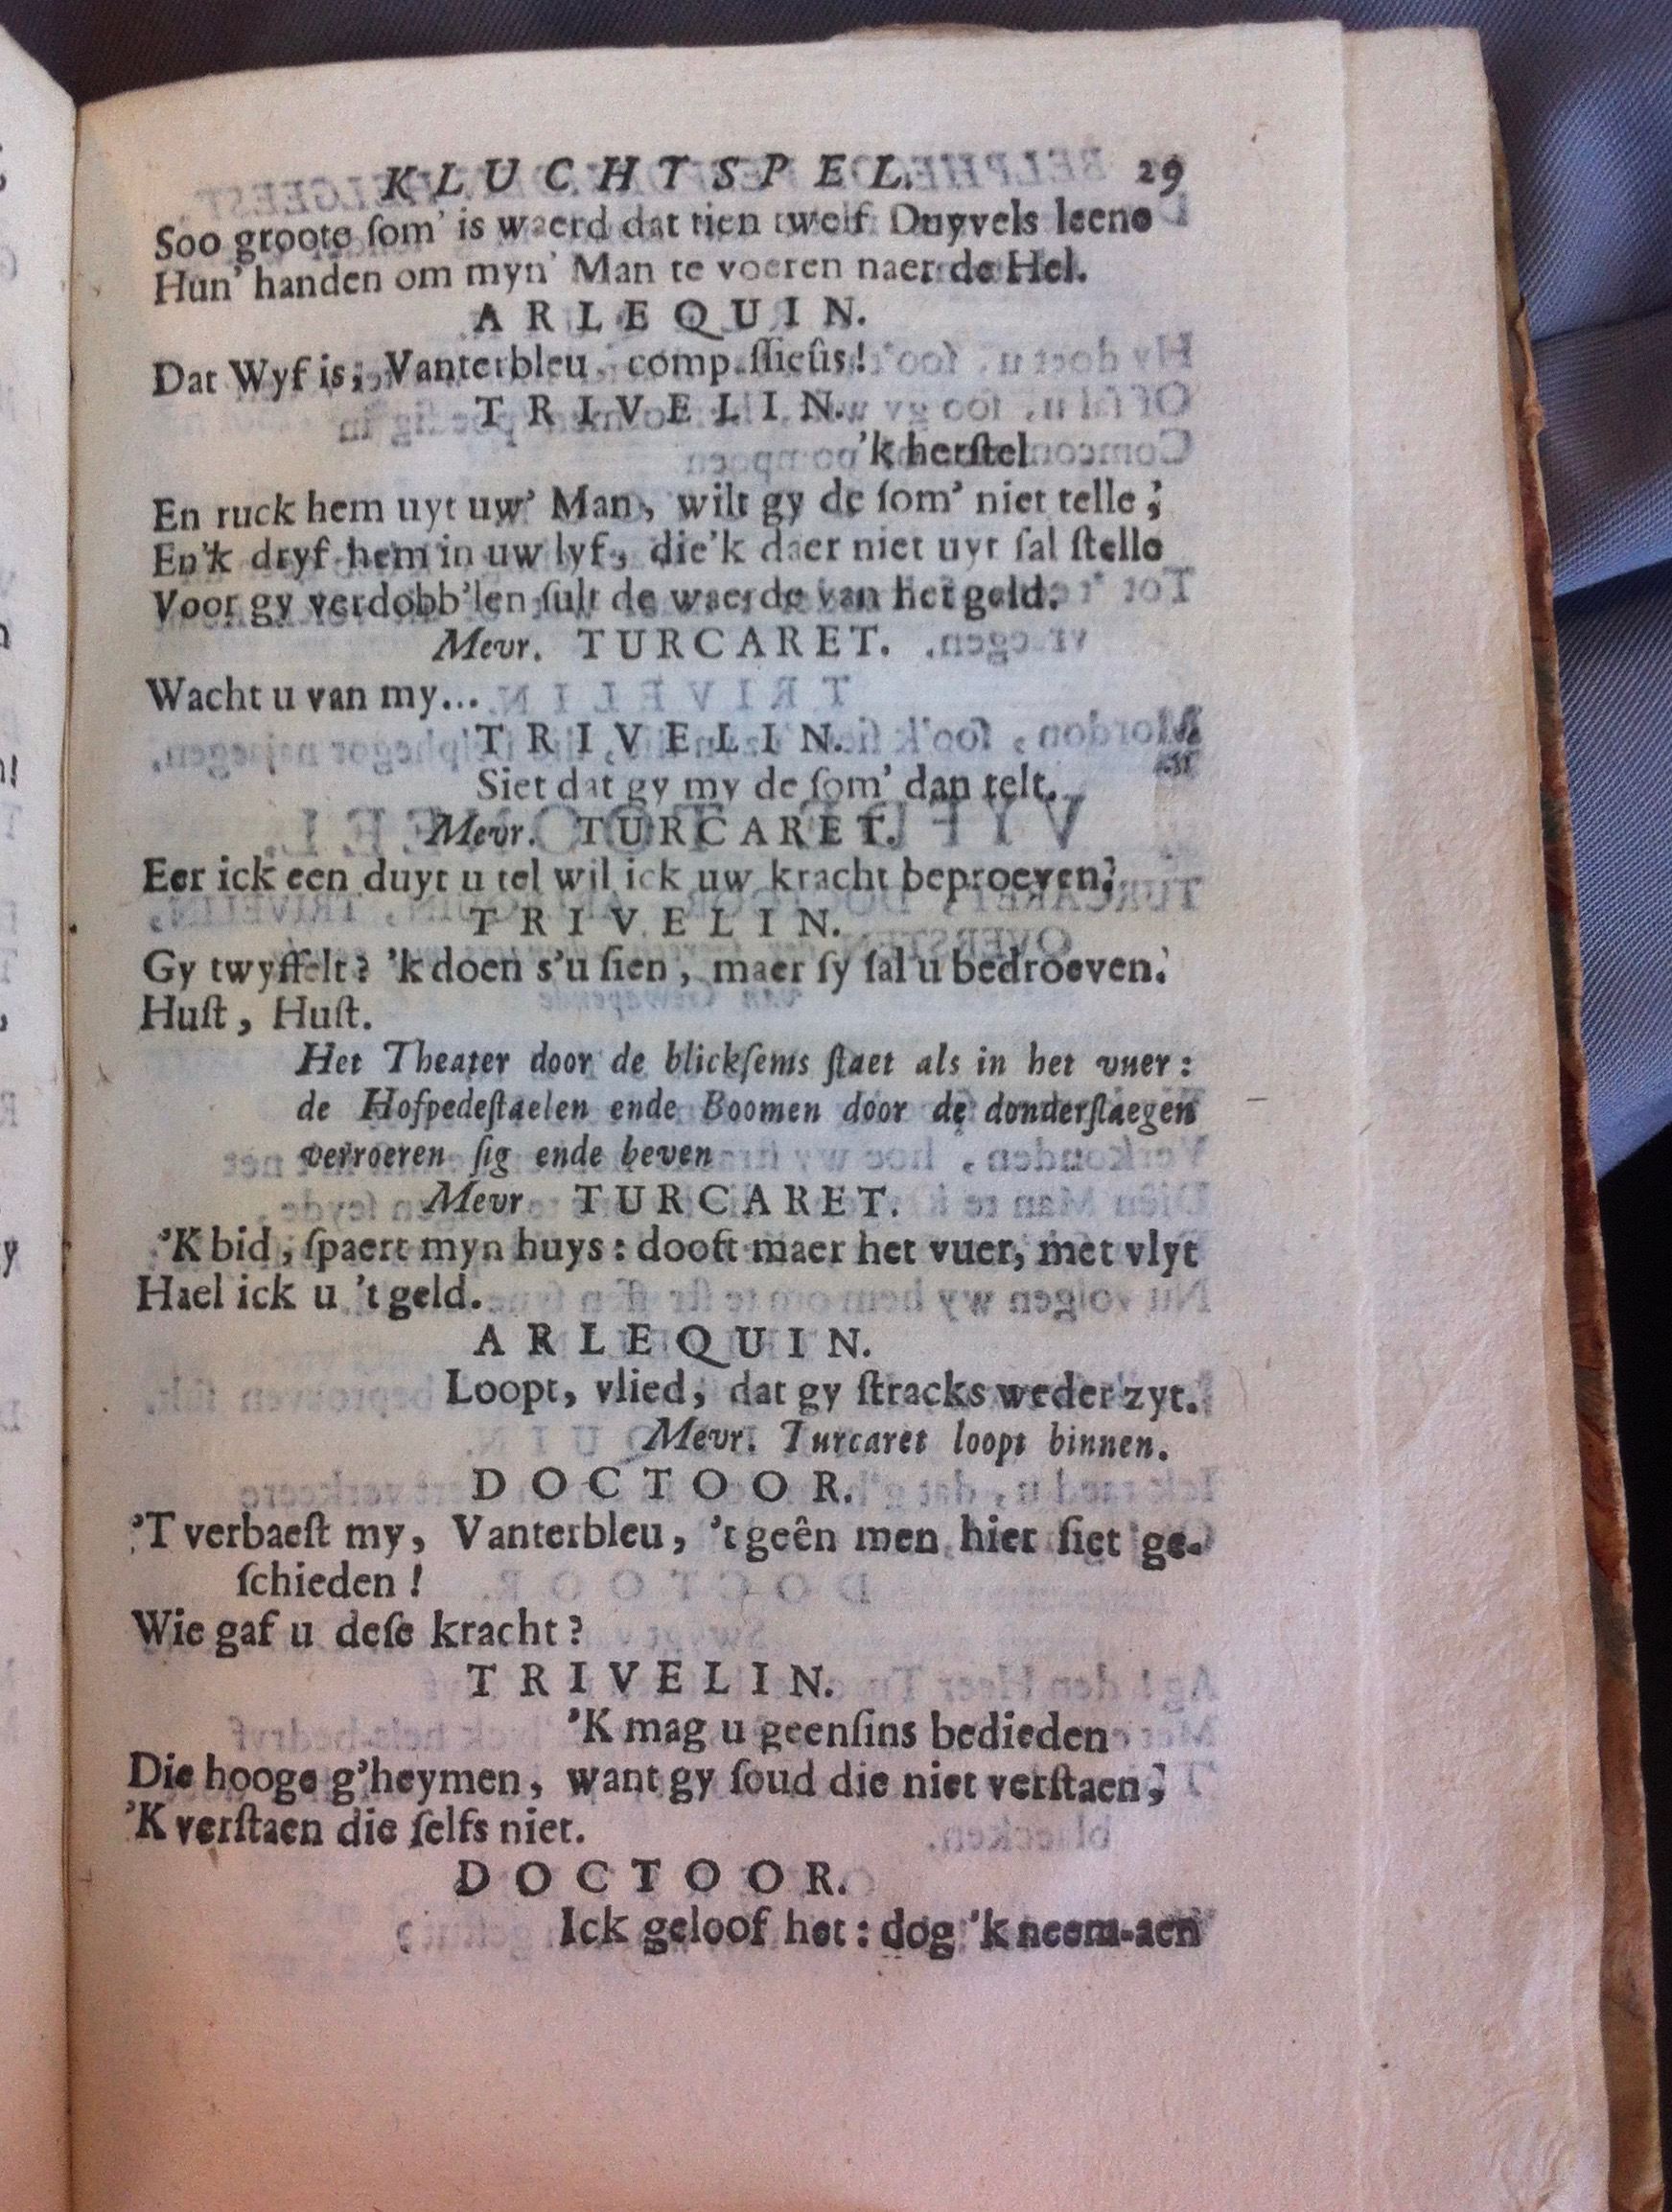 KLUCHTSPEL. 29
Soo groote ſom' is waerd dat tien twelf Duyvels leene
Hun' handen om myn' Man te voeren naer de Hel.
ARLEQUIN.
Dat Wyf is, Vanterbleu, comp.ſſieûs!
TRIVELIN.
'k herſtel
En ruck hem uyt uw' Man, wilt gy de ſom' niet telle;
En'k dryf hem in uw lyf, die'k daer niet uyt ſal ſtelle
Voor gy verdobb'len ſult de waerde van het geld.
Mevr. TURCARET.
Wacht u van my...
TRIVELIN.
Siet dat gy my de ſom' dan telt.
Mevr. TURCARET.
Eer ick een duyt u tel wil ick uw kracht beproeven.
TRIVELIN.
Gy twyffelt? 'k doen s'u ſien, maer ſy ſal u bedroeven.
Huſt, Huſt.
Het Theater door de blickſems ſtaet als in het vuer:
de Hofpedeſtaelen ende Boomen door de donderſlaegen
verroeren ſig ende beven
Mevr TURCARET.
'K bid, ſpaert myn huys: dooft maer het vuer, met vlyt
Hael ick u 't geld.
ARLEQUIN.
Loopt, vlied, dat gy ſtracks weder zyt.
Mevr. Turcaret loopt binnen.
DOCTOOR.
'T verbaeſt my, Vanterbleu, 't geên men hier ſiet ge-
ſchieden!
Wie gaf u deſe kracht?
TRIVELIN.
'K mag u geenſins bedieden
Die hooge g'heymen, want gy ſoud die niet verſtaen,
'K verſtaen die ſelfs niet.
DOCTOOR.
Ick geloof het: dog 'k neem-aen